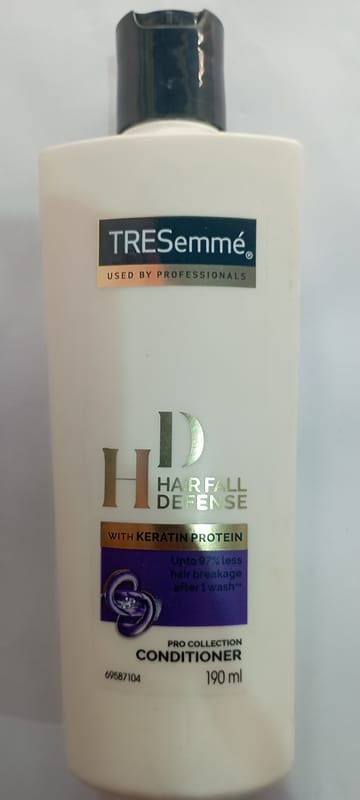 TRESemmé®
USED BY PROFESSIONALS
HD
HAIRFALL
DEFENSE
WITH KERATIN PROTEIN
Upto 97% less
hair breakage
after 1 wash**
PRO COLLECTION
CONDITIONER
69587104 190 ml